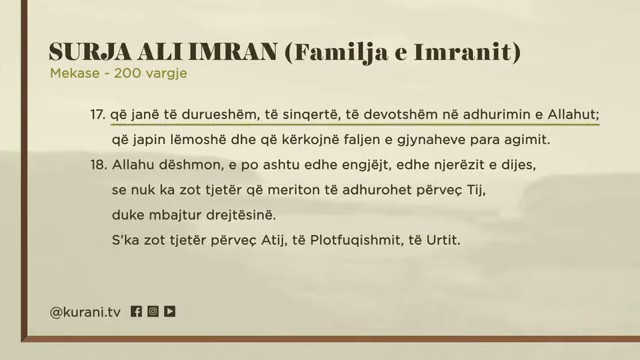 SURJA ALI IMRAN (Familja e Imranit)
Mekase - 200 vargje
17. që janë të durueshëm, të sinqertë, të devotshëm në adhurimin e Allahut;
që japin lëmoshë dhe që kërkojnë faljen e gjynaheve para agimit.
18. Allahu dëshmon, e po ashtu edhe engjëjt, edhe njerëzit e dijes,
se nuk ka zot tjetër që meriton të adhurohet përveç Tij,
duke mbajtur drejtësinë.
S'ka zot tjetër përveç Atij, të Plotfuqishmit, të Urtit.
@kurani.tv